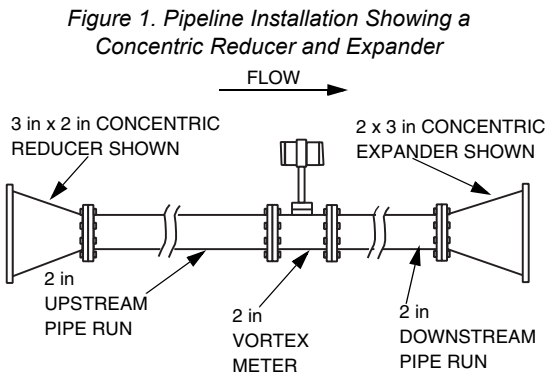 Figure 1. Pipeline Installation Showing a
Concentric Reducer and Expander
FLOW
3 in x 2 in CONCENTRIC
REDUCER SHOWN
2 x 3 in CONCENTRIC
EXPANDER SHOWN
2 in
UPSTREAM
PIPE RUN
2 in
VORTEX
METER
2 in
DOWNSTREAM
PIPE RUN